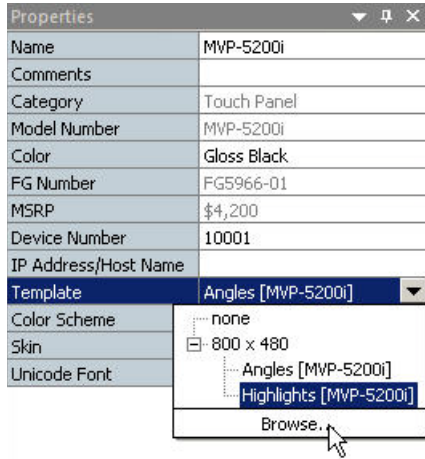 Properties
Name MVP-5200i
Comments
Category Touch Panel
Model Number MVP-5200i
Color Gloss Black
FG Number FG5966-01
MSRP $4,200
Device Number 10001
IP Address/Host Name
Template Angles [MVP-5200i]
Color Scheme none
Skin 800 x 480
Unicode Font Angles [MVP-5200i]
Highlights [MVP-5200i]
Browse...